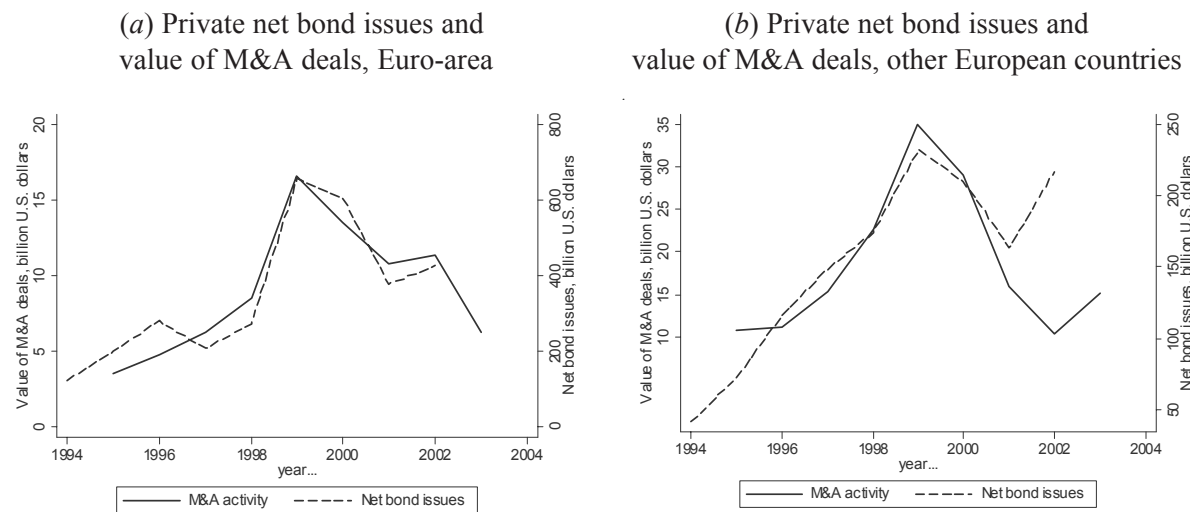 (a) Private net bond issues and
value of M&A deals, Euro-area
Value of M&A deals, billion U.S. dollars
20
15
10
5
0
Net bond issues, billion U.S. dollars
800
600
400
200
0
1994 1996 1998 2000 2002 2004
year...
M&A activity Net bond issues
(b) Private net bond issues and
value of M&A deals, other European countries
Value of M&A deals, billion U.S. dollars
35
30
25
20
15
10
Net bond issues, billion U.S. dollars
250
200
150
100
50
1994 1996 1998 2000 2002 2004
year...
M&A activity Net bond issues